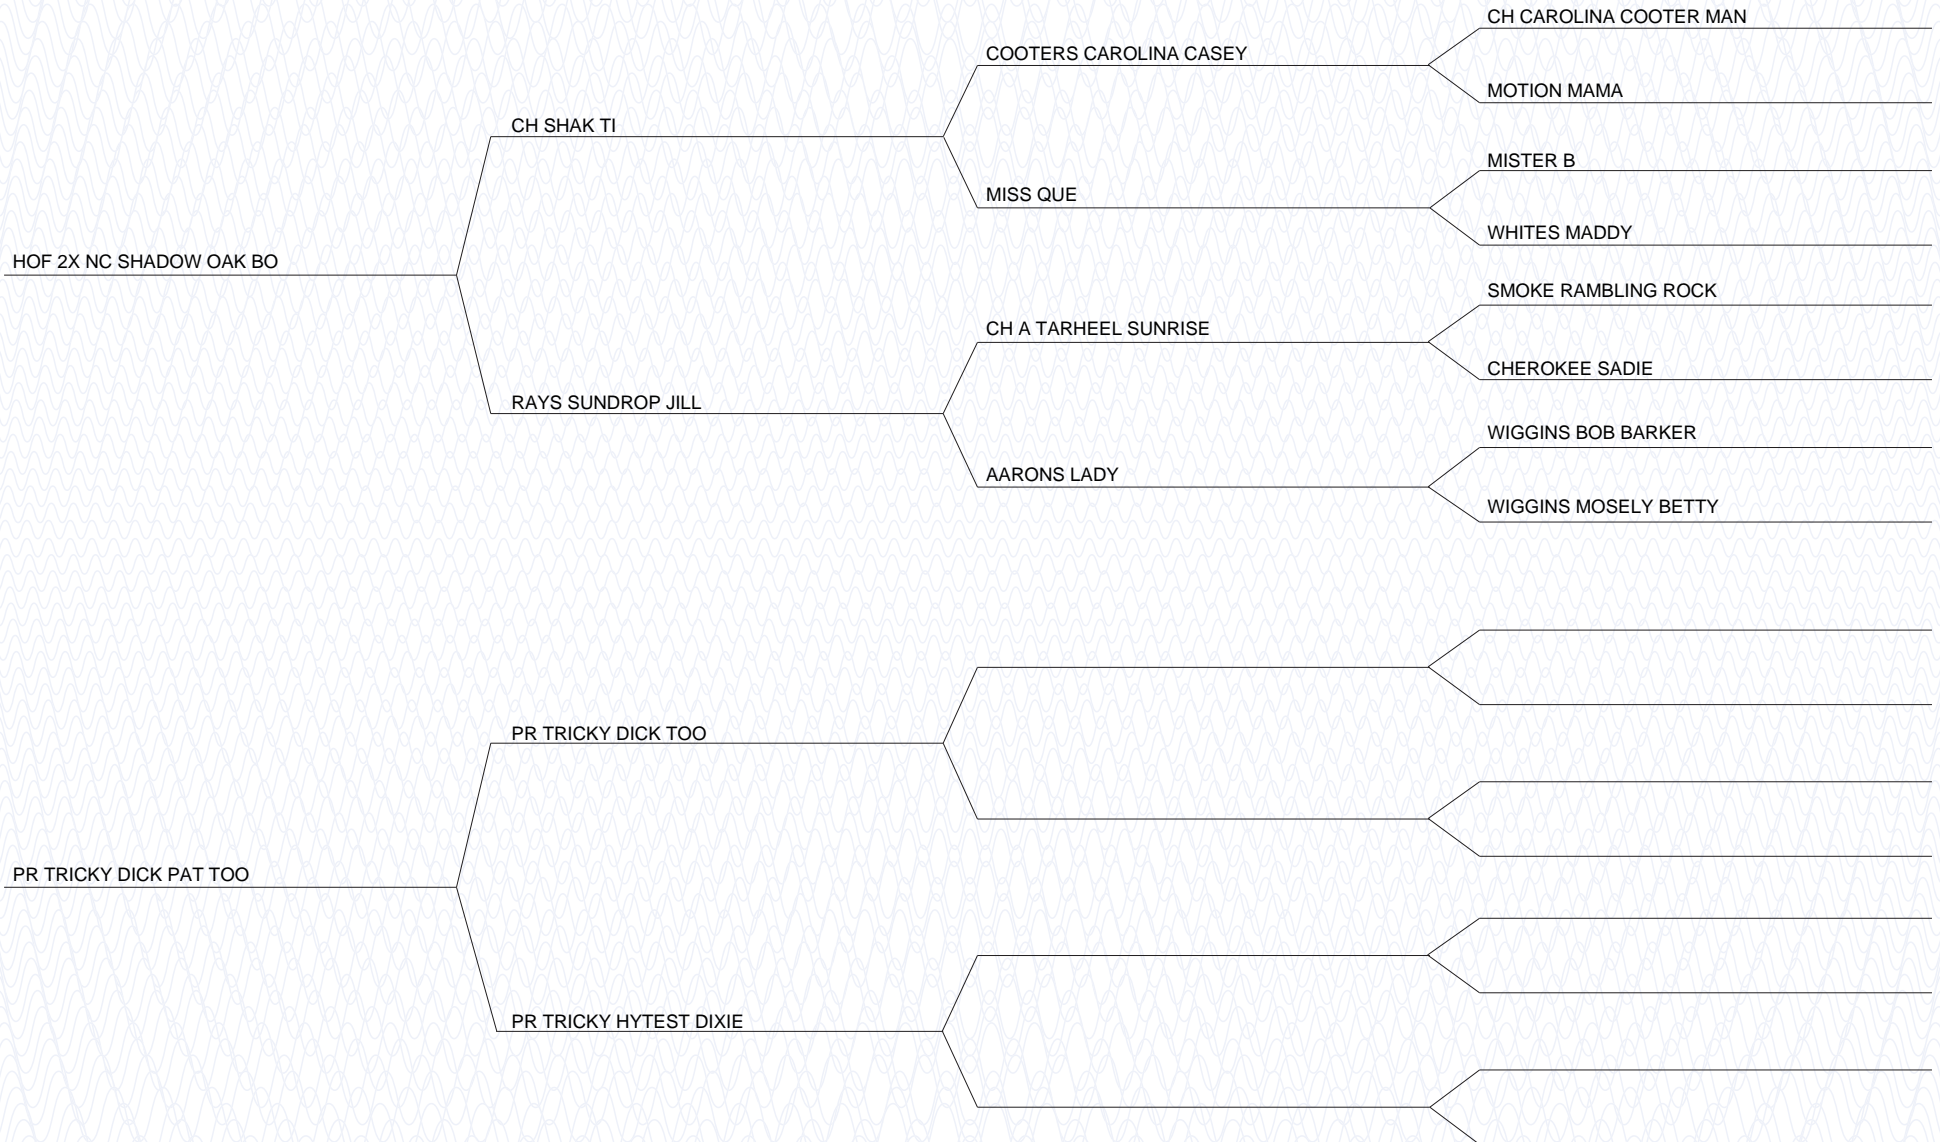 CH CAROLINA COOTER MAN
COOTERS CAROLINA CASEY
MOTION MAMA
CH SHAK TI
MISTER B
MISS QUE
WHITES MADDY
HOF 2X NC SHADOW OAK BO
SMOKE RAMBLING ROCK
CH A TARHEEL SUNRISE
CHEROKEE SADIE
RAYS SUNDROP JILL
WIGGINS BOB BARKER
AARONS LADY
WIGGINS MOSELY BETTY
PR TRICKY DICK TOO
PR TRICKY DICK PAT TOO
PR TRICKY HYTEST DIXIE